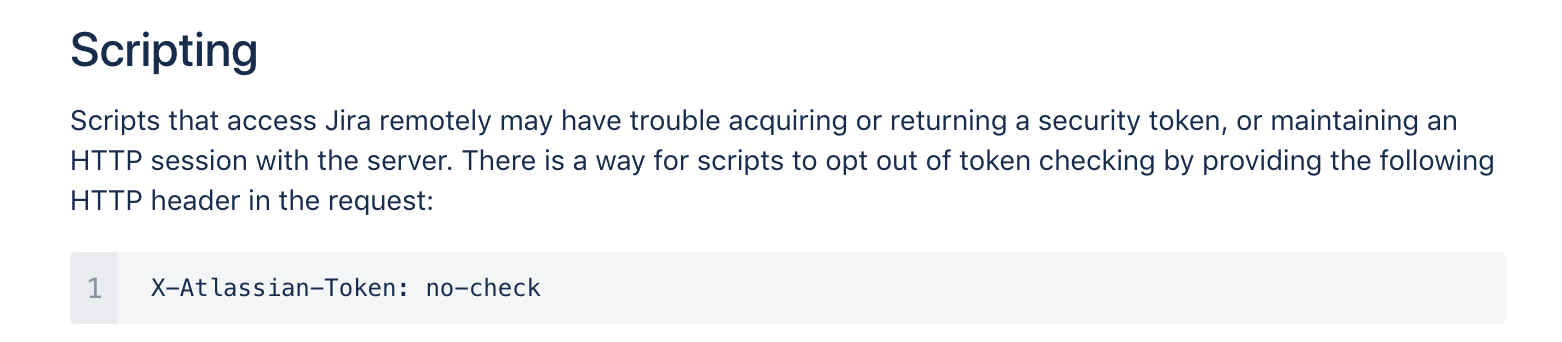 Scripting
Scripts that access Jira remotely may have trouble acquiring or returning a security token, or maintaining an
HTTP session with the server. There is a way for scripts to opt out of token checking by providing the following
HTTP header in the request:
1 X-Atlassian-Token: no-check